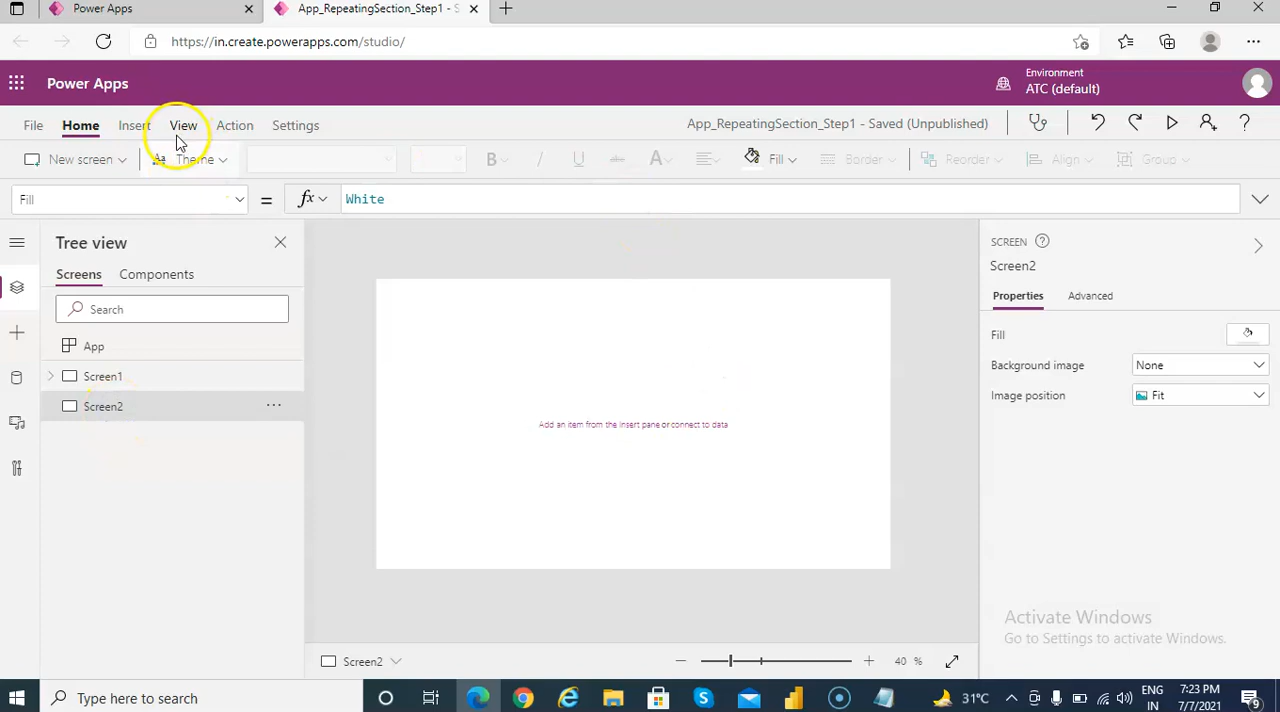 Power Apps
App_RepeatingSection_Step1 - S
https://in.create.powerapps.com/studio/
Power Apps
Environment
ATC (default)
File Home Insert View Action Settings
App_RepeatingSection_Step1 - Saved (Unpublished)
New screen Theme B / U abc A Fill Border Reorder Align Group
Fill = fx White
Tree view
Screens Components
Search
App
Screen1
Screen2
Add an item from the Insert pane or connect to data
SCREEN
Screen2
Properties Advanced
Fill
Background image None
Image position Fit
Activate Windows
Go to Settings to activate Windows.
Screen2
40 %
Type here to search
31°C
ENG
IN
7:23 PM
7/7/2021
9